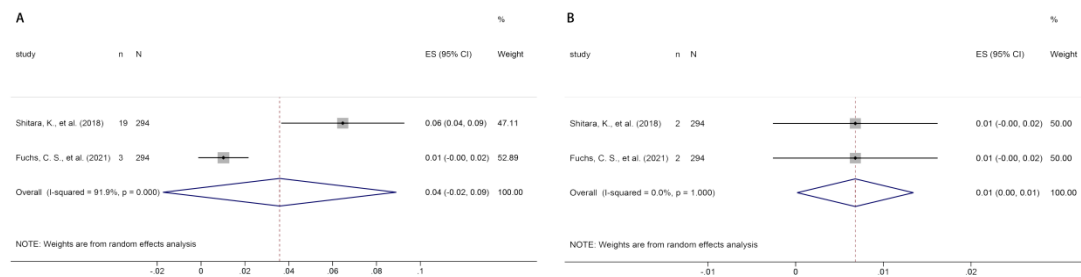 A
%
study n N ES (95% CI) Weight
Shitara, K., et al. (2018) 19 294 0.06 (0.04, 0.09) 47.11
Fuchs, C. S., et al. (2021) 3 294 0.01 (-0.00, 0.02) 52.89
Overall (I-squared = 91.9%, p = 0.000) 0.04 (-0.02, 0.09) 100.00
NOTE: Weights are from random effects analysis
-.02 0 .02 .04 .06 .08 .1
B
%
study n N ES (95% CI) Weight
Shitara, K., et al. (2018) 2 294 0.01 (-0.00, 0.02) 50.00
Fuchs, C. S., et al. (2021) 2 294 0.01 (-0.00, 0.02) 50.00
Overall (I-squared = 0.0%, p = 1.000) 0.01 (0.00, 0.01) 100.00
NOTE: Weights are from random effects analysis
-.01 0 .01 .02